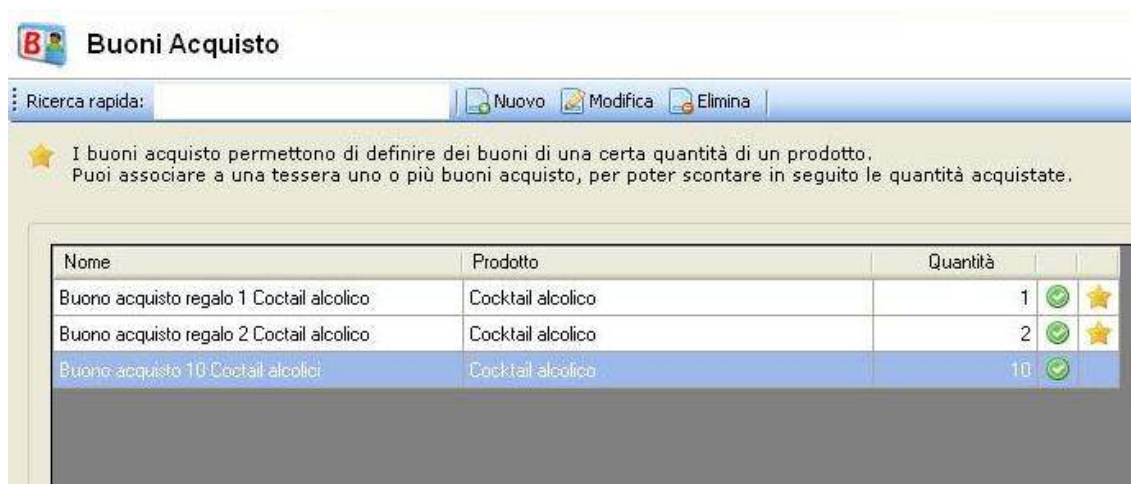 B Buoni Acquisto
Ricerca rapida: Nuovo Modifica Elimina
I buoni acquisto permettono di definire dei buoni di una certa quantità di un prodotto.
Puoi associare a una tessera uno o più buoni acquisto, per poter scontare in seguito le quantità acquistate.
Nome Prodotto Quantità
Buono acquisto regalo 1 Coctail alcolico Cocktail alcolico 1
Buono acquisto regalo 2 Coctail alcolico Cocktail alcolico 2
Buono acquisto 10 Coctail alcolici Cocktail alcolico 10